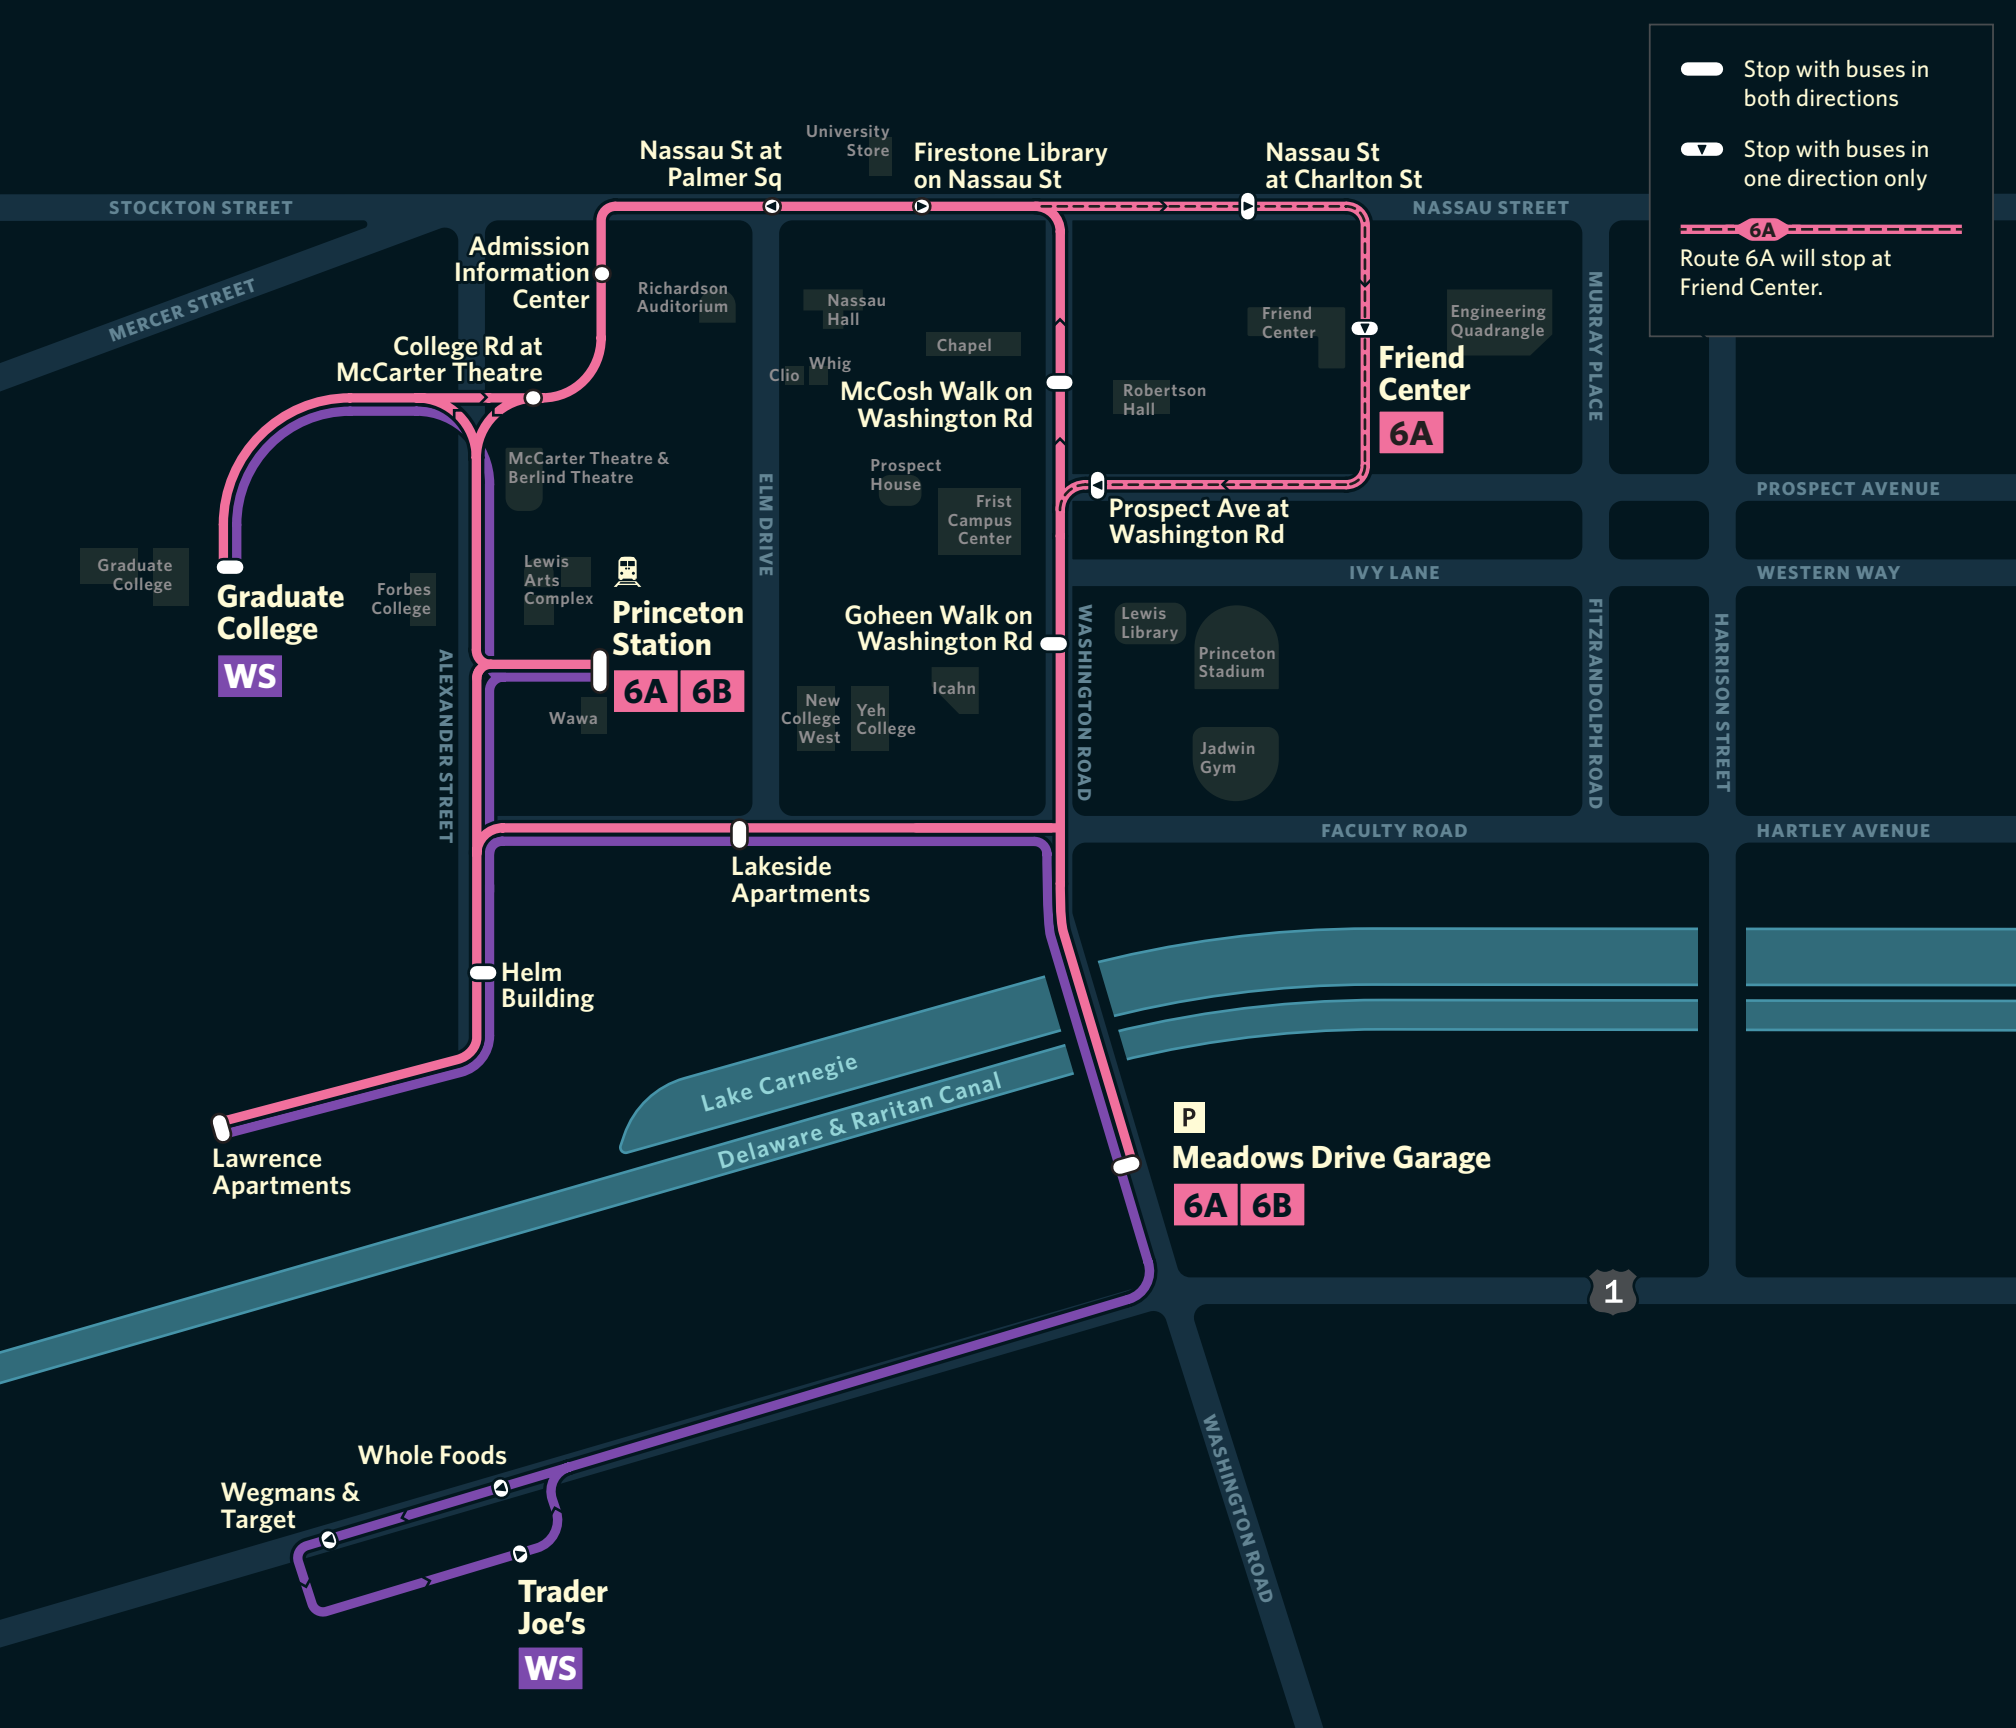 Stop with buses in
both directions
Stop with buses in
one direction only
6A
Route 6A will stop at
Friend Center.
University
Store
Nassau St at
Palmer Sq
Firestone Library
on Nassau St
Nassau St
at Charlton St
STOCKTON STREET
NASSAU STREET
MERCER STREET
Admission
Information
Center
Richardson
Auditorium
Nassau
Hall
Chapel
Whig
Clio
Friend
Center
Engineering
Quadrangle
MURRAY PLACE
College Rd at
McCarter Theatre
McCosh Walk on
Washington Rd
Robertson
Hall
Friend
Center
6A
McCarter Theatre &
Berlind Theatre
ELM DRIVE
Prospect
House
Frist
Campus
Center
Prospect Ave at
Washington Rd
PROSPECT AVENUE
Graduate
College
Graduate
College
WS
Forbes
College
Lewis
Arts
Complex
Princeton
Station
6A 6B
Wawa
ALEXANDER STREET
Goheen Walk on
Washington Rd
IVY LANE
WESTERN WAY
WASHINGTON ROAD
Lewis
Library
Princeton
Stadium
Jadwin
Gym
FITZRANDOLPH ROAD
HARRISON STREET
New
College
West
Yeh
College
Icahn
FACULTY ROAD
HARTLEY AVENUE
Lakeside
Apartments
Helm
Building
Lake Carnegie
Delaware & Raritan Canal
Lawrence
Apartments
P
Meadows Drive Garage
6A 6B
1
WASHINGTON ROAD
Whole Foods
Wegmans &
Target
Trader
Joe's
WS